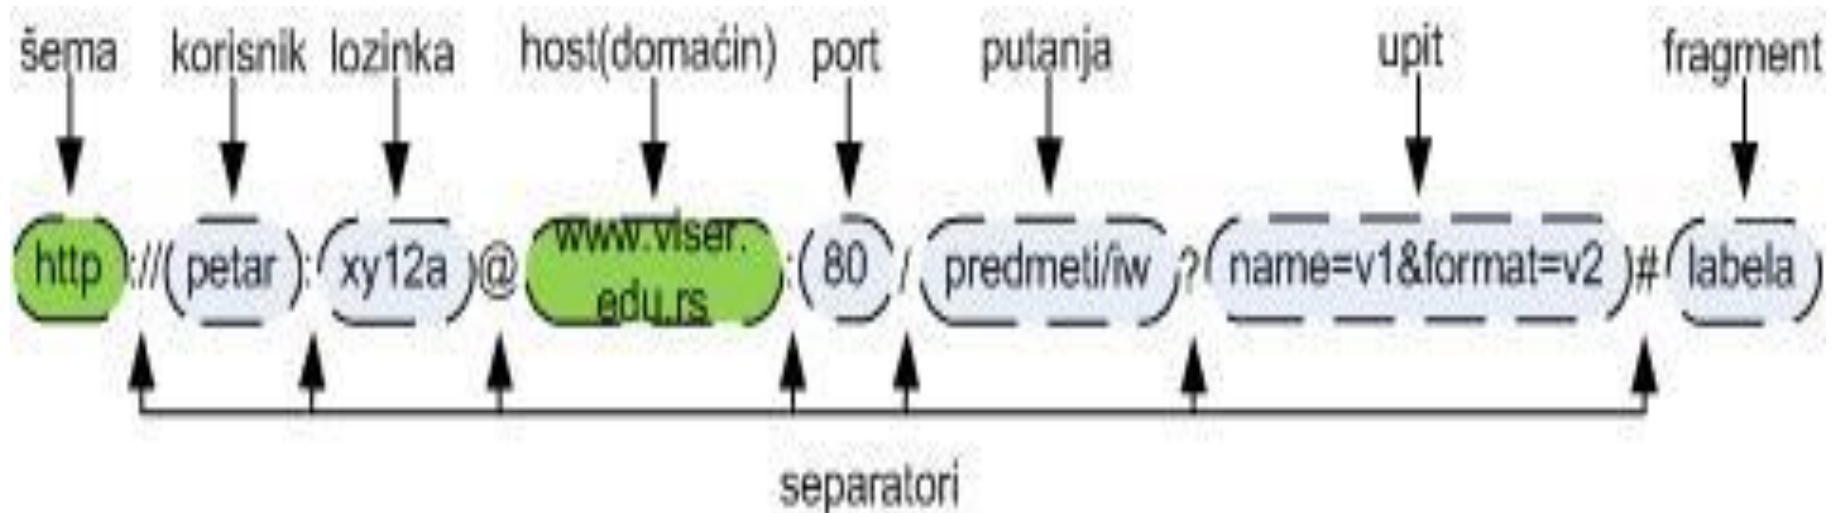 šema korisnik lozinka host(domaćin) port putanja upit fragment
http://(petar):(xy12a)@www.viser.:(80)/(predmeti/iw)?(name=v1&format=v2)#(labela)
edu.rs
separatori